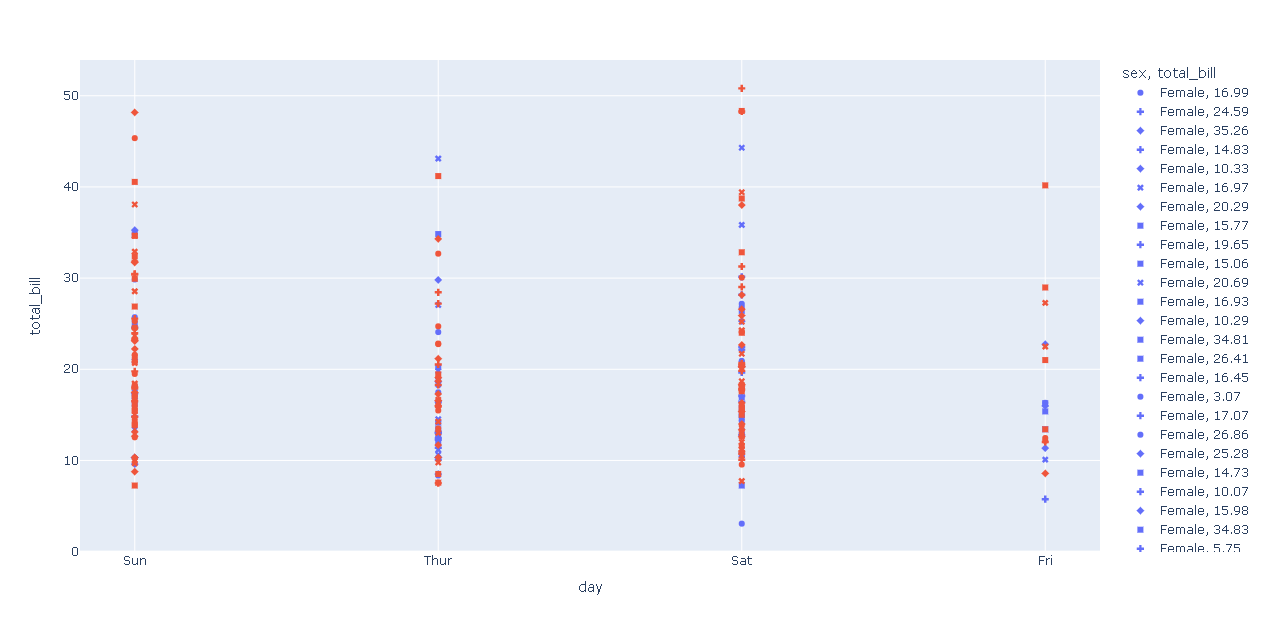 50
40
30
20
10
0
total_bill
Sun
Thur
Sat
Fri
day
sex, total_bill
Female, 16.99
Female, 24.59
Female, 35.26
Female, 14.83
Female, 10.33
Female, 16.97
Female, 20.29
Female, 15.77
Female, 19.65
Female, 15.06
Female, 20.69
Female, 16.93
Female, 10.29
Female, 34.81
Female, 26.41
Female, 16.45
Female, 3.07
Female, 17.07
Female, 26.86
Female, 25.28
Female, 14.73
Female, 10.07
Female, 15.98
Female, 34.83
Female, 5.75